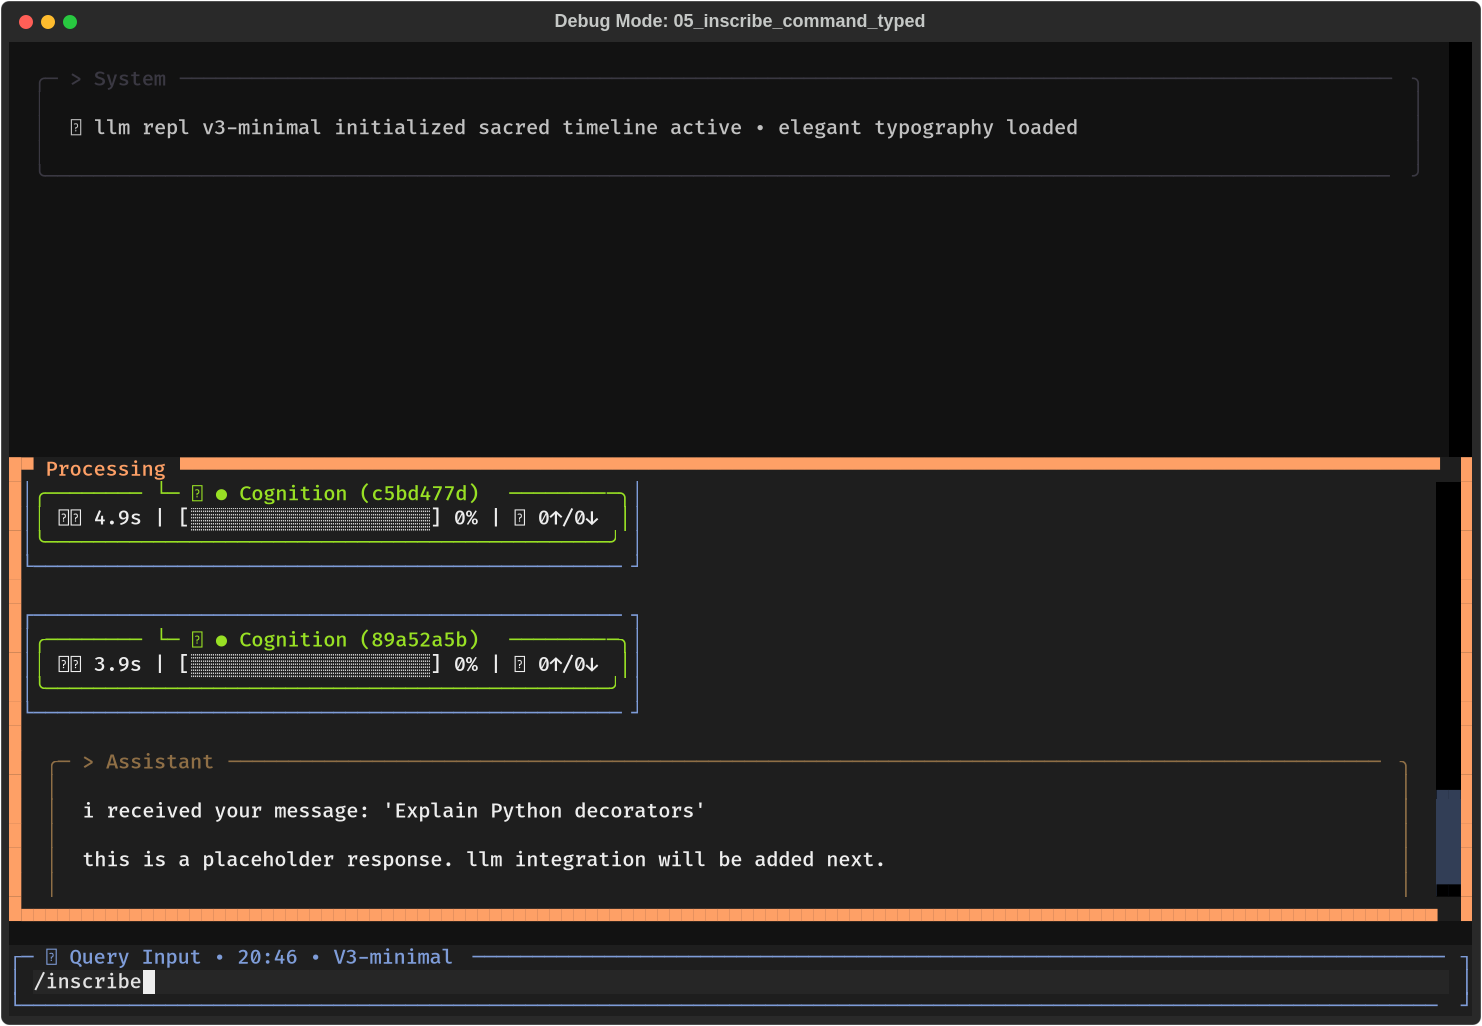 Debug Mode: 05_inscribe_command_typed
> System
llm repl v3-minimal initialized sacred timeline active • elegant typography loaded
Processing
● Cognition (c5bd477d)
4.9s | [░░░░░░░░░░░░░░░░░░░░] 0% | 0↑/0↓
● Cognition (89a52a5b)
3.9s | [░░░░░░░░░░░░░░░░░░░░] 0% | 0↑/0↓
> Assistant
i received your message: 'Explain Python decorators'
this is a placeholder response. llm integration will be added next.
Query Input • 20:46 • V3-minimal
/inscribe